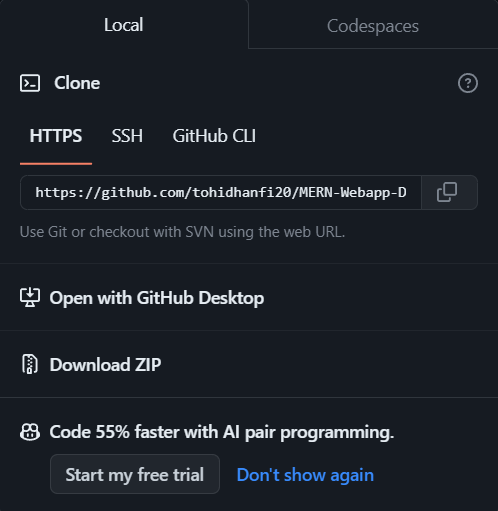 Local
Codespaces
Clone
HTTPS
SSH
GitHub CLI
https://github.com/tohidhanfi20/MERN-Webapp-D
Use Git or checkout with SVN using the web URL.
Open with GitHub Desktop
Download ZIP
Code 55% faster with AI pair programming.
Start my free trial
Don't show again